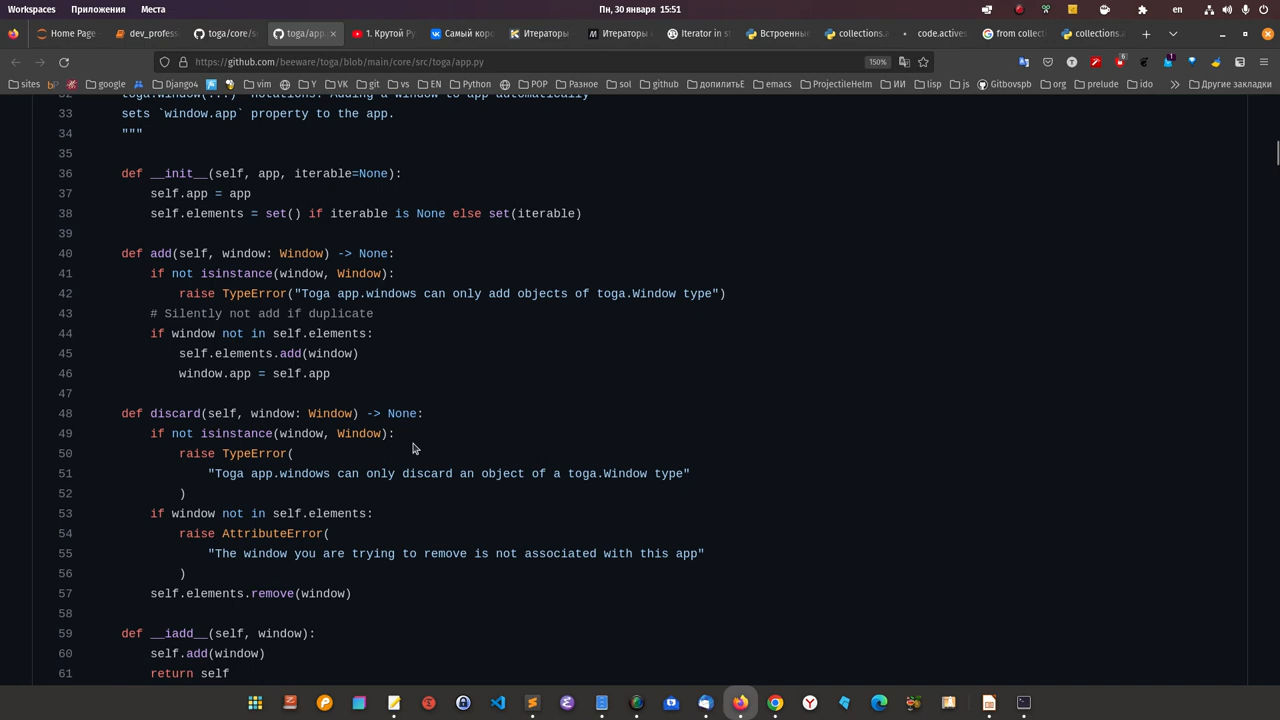 Workspaces Приложения Места Пн, 30 января 15:51 en
Home Page dev_profes toga/core/s toga/app. 1. Крутой Ру Самый коро Итераторы Итераторы Iterator in st Встроенны collections.a code.actives from collect collections.a
https://github.com/beeware/toga/blob/main/core/src/toga/app.py 150%
sites google Django4 vim Y VK git vs EN Python POP Разное sol github допилитьЁ emacs ProjectileHelm ИИ lisp js Gitbovspb org prelude ido Другие закладки
33 sets `window.app` property to the app.
34 """
35
36 def __init__(self, app, iterable=None):
37 self.app = app
38 self.elements = set() if iterable is None else set(iterable)
39
40 def add(self, window: Window) -> None:
41 if not isinstance(window, Window):
42 raise TypeError("Toga app.windows can only add objects of toga.Window type")
43 # Silently not add if duplicate
44 if window not in self.elements:
45 self.elements.add(window)
46 window.app = self.app
47
48 def discard(self, window: Window) -> None:
49 if not isinstance(window, Window):
50 raise TypeError(
51 "Toga app.windows can only discard an object of a toga.Window type"
52 )
53 if window not in self.elements:
54 raise AttributeError(
55 "The window you are trying to remove is not associated with this app"
56 )
57 self.elements.remove(window)
58
59 def __iadd__(self, window):
60 self.add(window)
61 return self